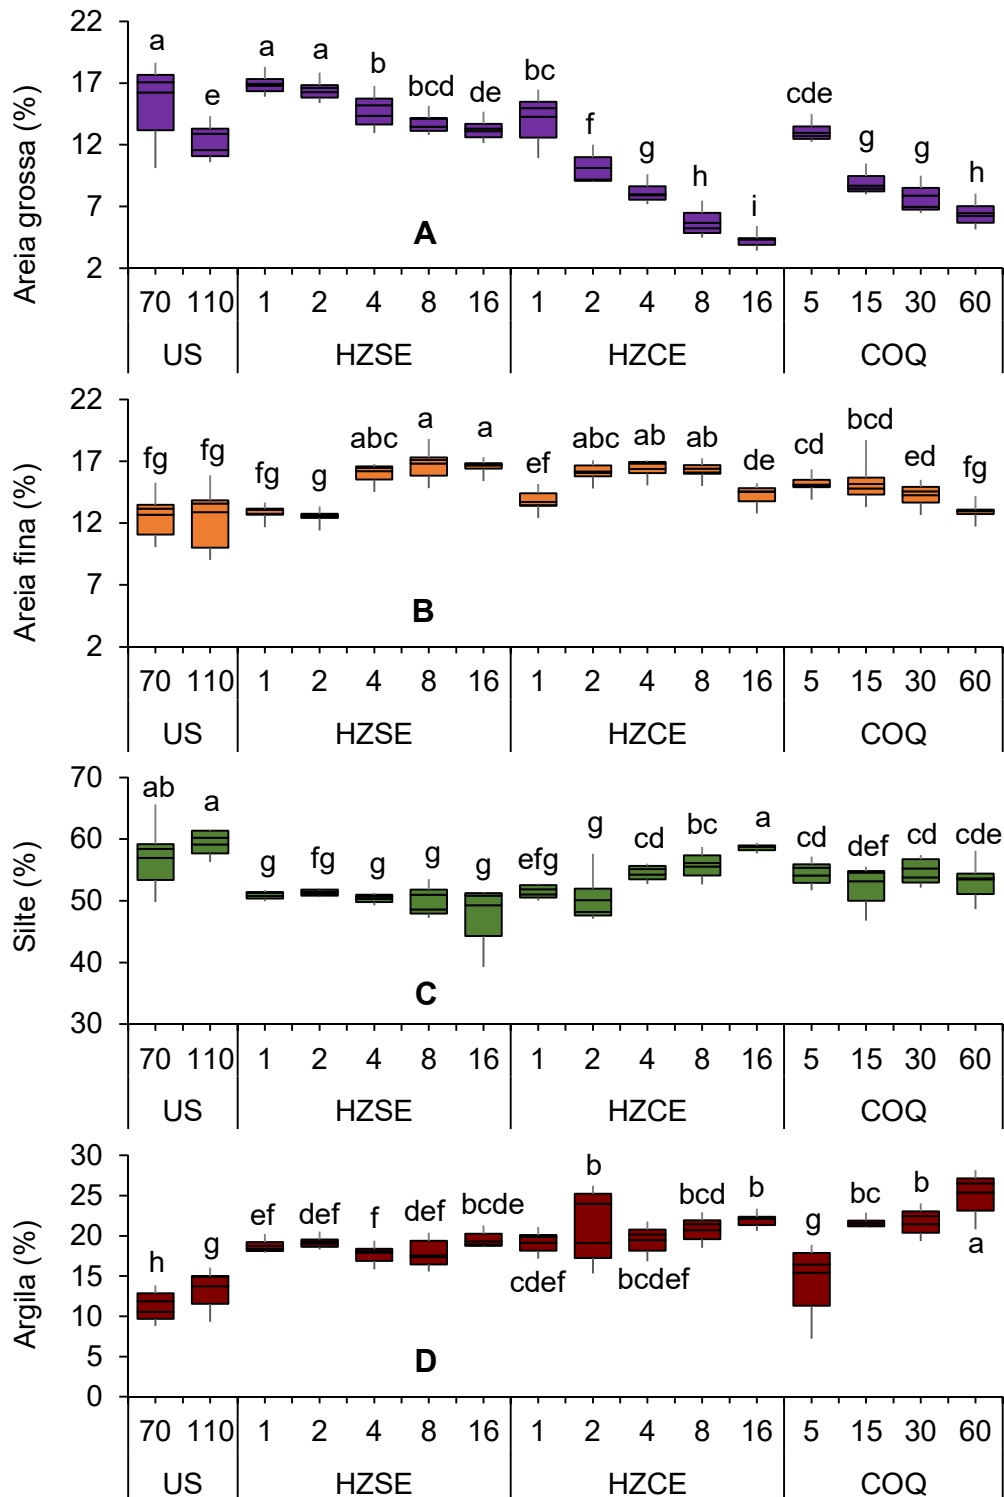 22
a a a b bcd de bc f g h i cde g g h
17
e
12
7
2
Areia grossa (%)
A
70 110 1 2 4 8 16 1 2 4 8 16 5 15 30 60
US HZSE HZCE COQ
22
fg fg fg g abc a a ef abc ab ab de cd bcd ed fg
17
12
7
2
Areia fina (%)
B
70 110 1 2 4 8 16 1 2 4 8 16 5 15 30 60
US HZSE HZCE COQ
70
ab a g fg g g g efg g cd bc a cd def cd cde
60
50
40
30
Silte (%)
C
70 110 1 2 4 8 16 1 2 4 8 16 5 15 30 60
US HZSE HZCE COQ
30
h g ef def f def bcde cdef b bcdef bcd b g bc b a
25
20
15
10
5
0
Argila (%)
D
70 110 1 2 4 8 16 1 2 4 8 16 5 15 30 60
US HZSE HZCE COQ